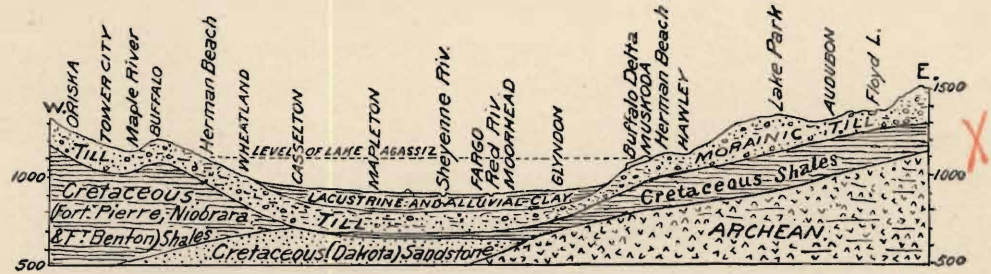 W.
ORISKA
TOWER CITY
Maple River
BUFFALO
Herman Beach
WHEATLAND
CASSELTON
MAPLETON
Sheyenne Riv.
FARGO
Red Riv.
MOORHEAD
GLYNDON
Buffalo Delta
MUSKODA
Herman Beach
HAWLEY
Lake Park
AUDUBON
Floyd L.
E.
1500
LEVEL OF LAKE AGASSIZ
TILL
MORAINIC TILL
1000
1000
LACUSTRINE AND ALLUVIAL CLAY
Cretaceous Shales
Cretaceous
(Fort Pierre, Niobrara
TILL
ARCHEAN
& Ft. Benton) Shales
Cretaceous (Dakota) Sandstone
500
500
X